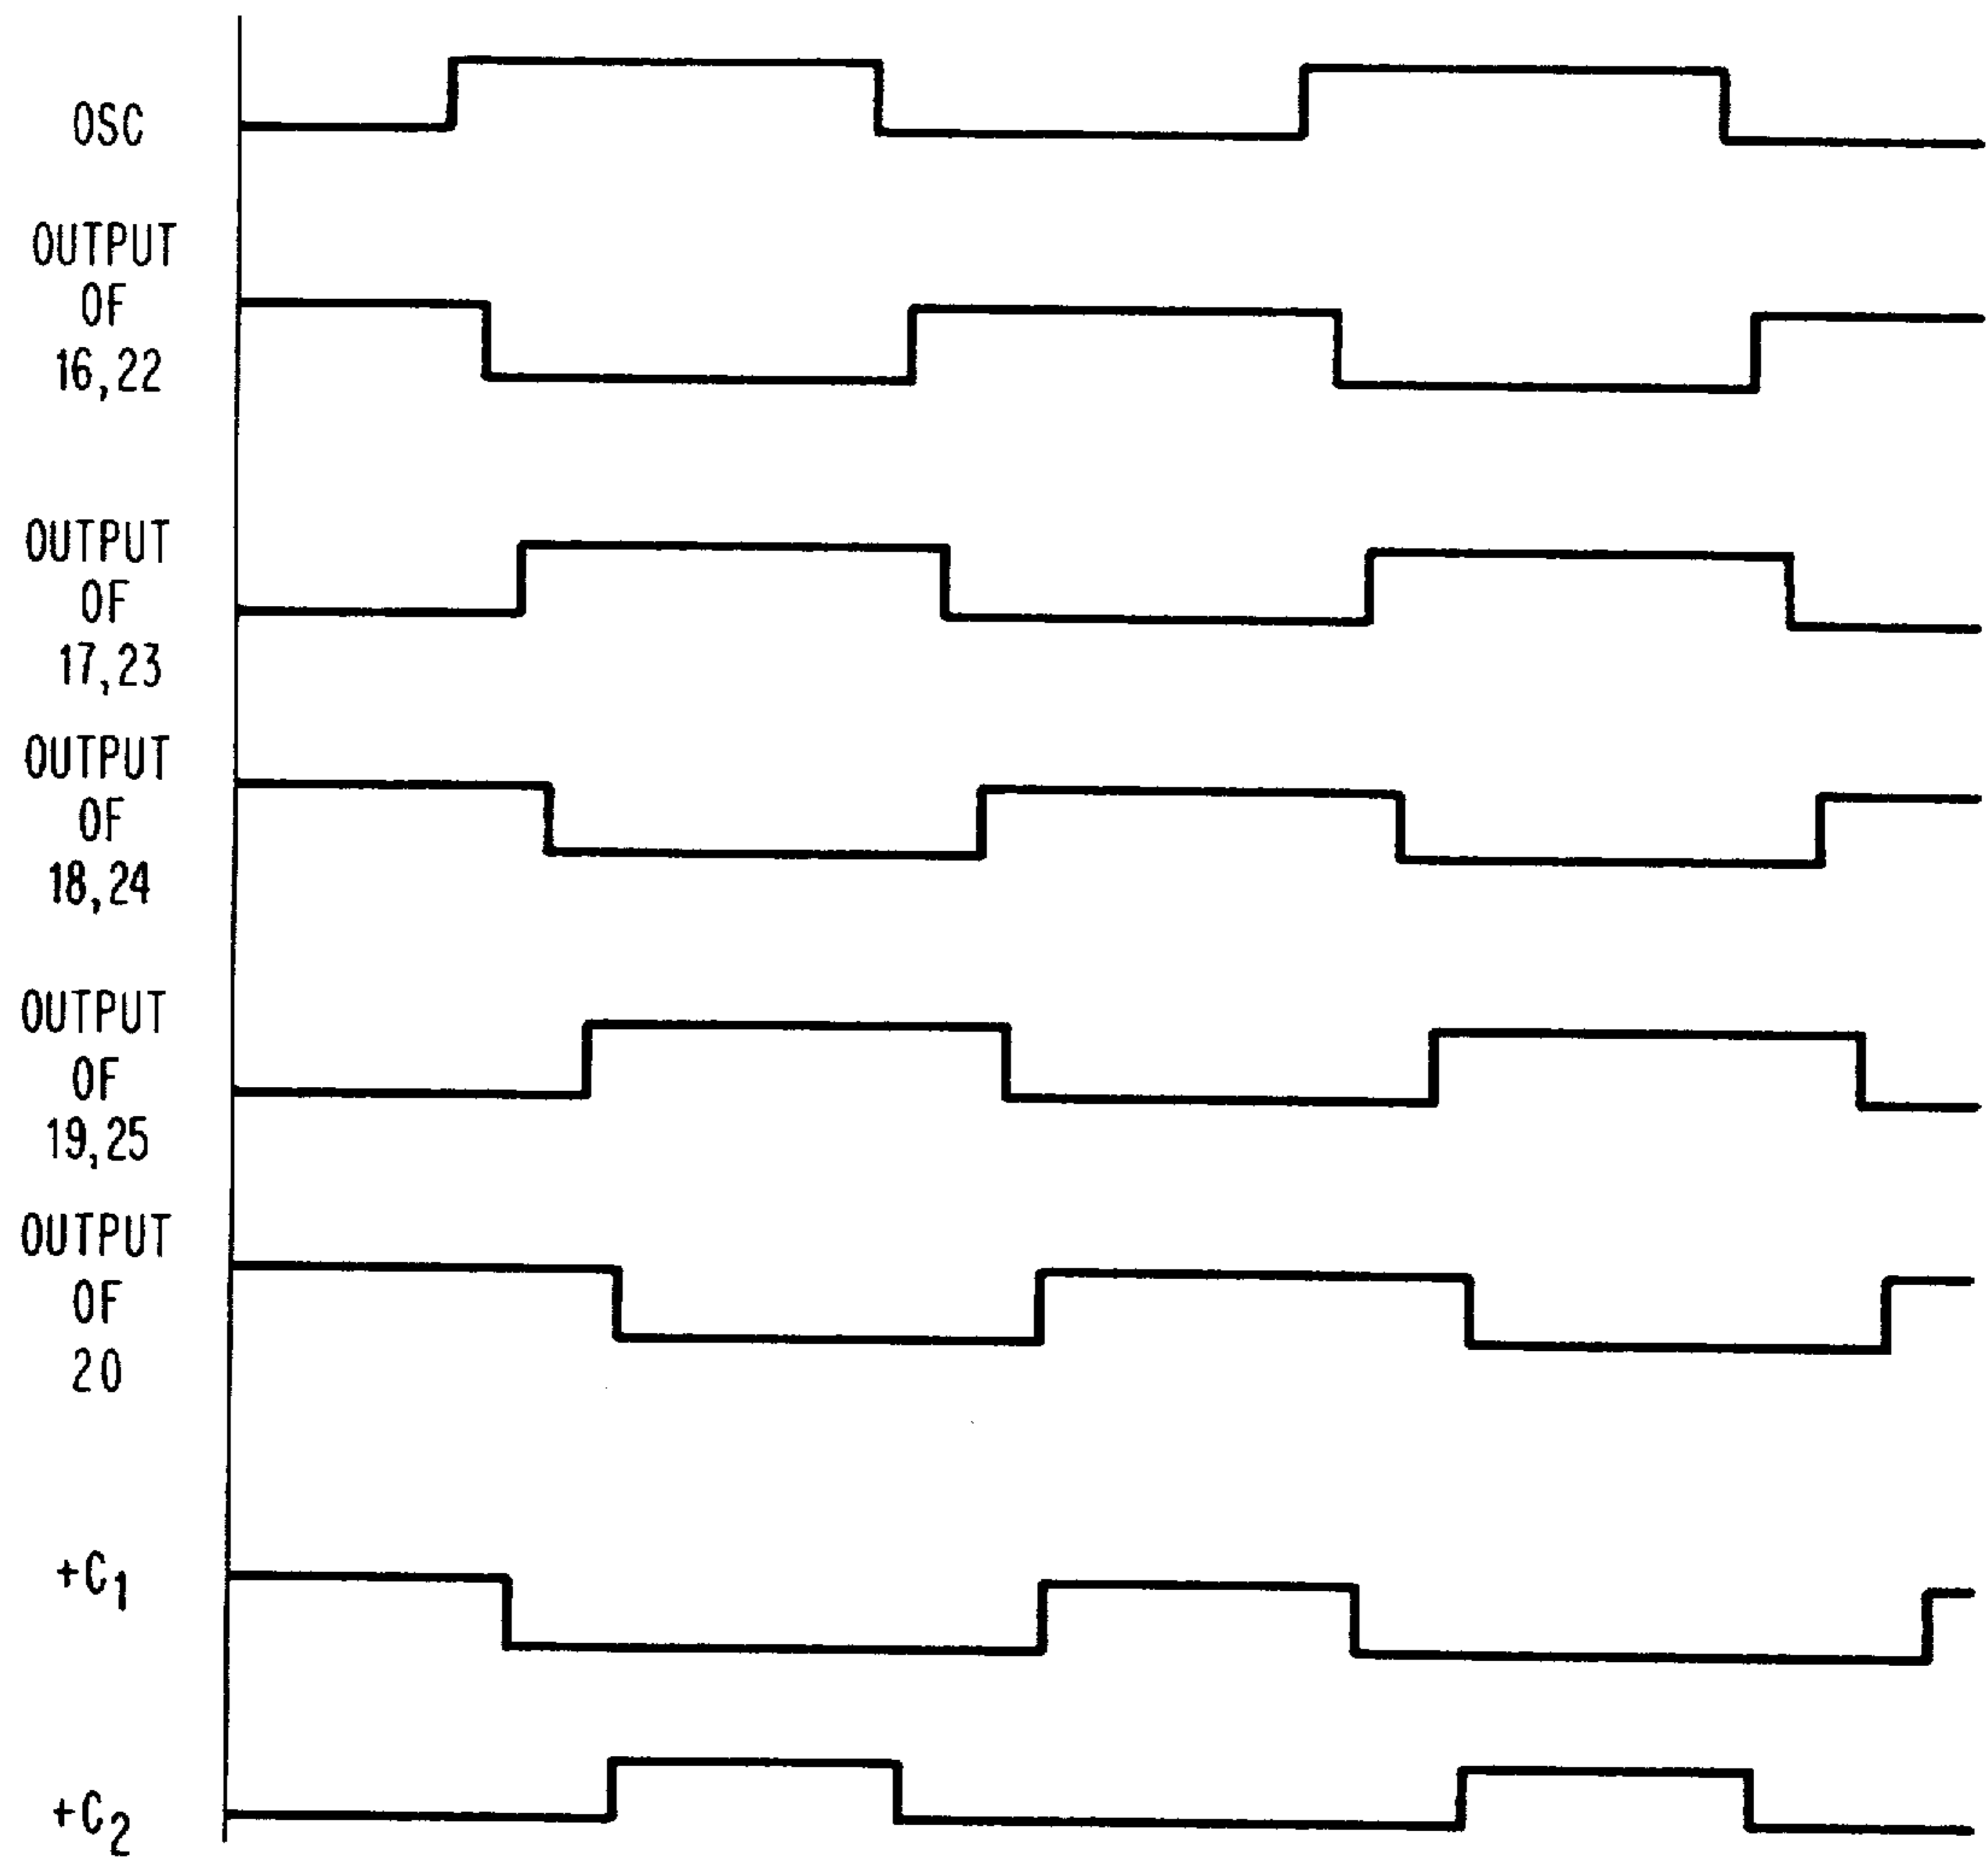 OSC
OUTPUT
OF
16,22
OUTPUT
OF
17,23
OUTPUT
OF
18,24
OUTPUT
OF
19,25
OUTPUT
OF
20
+C1
+C2